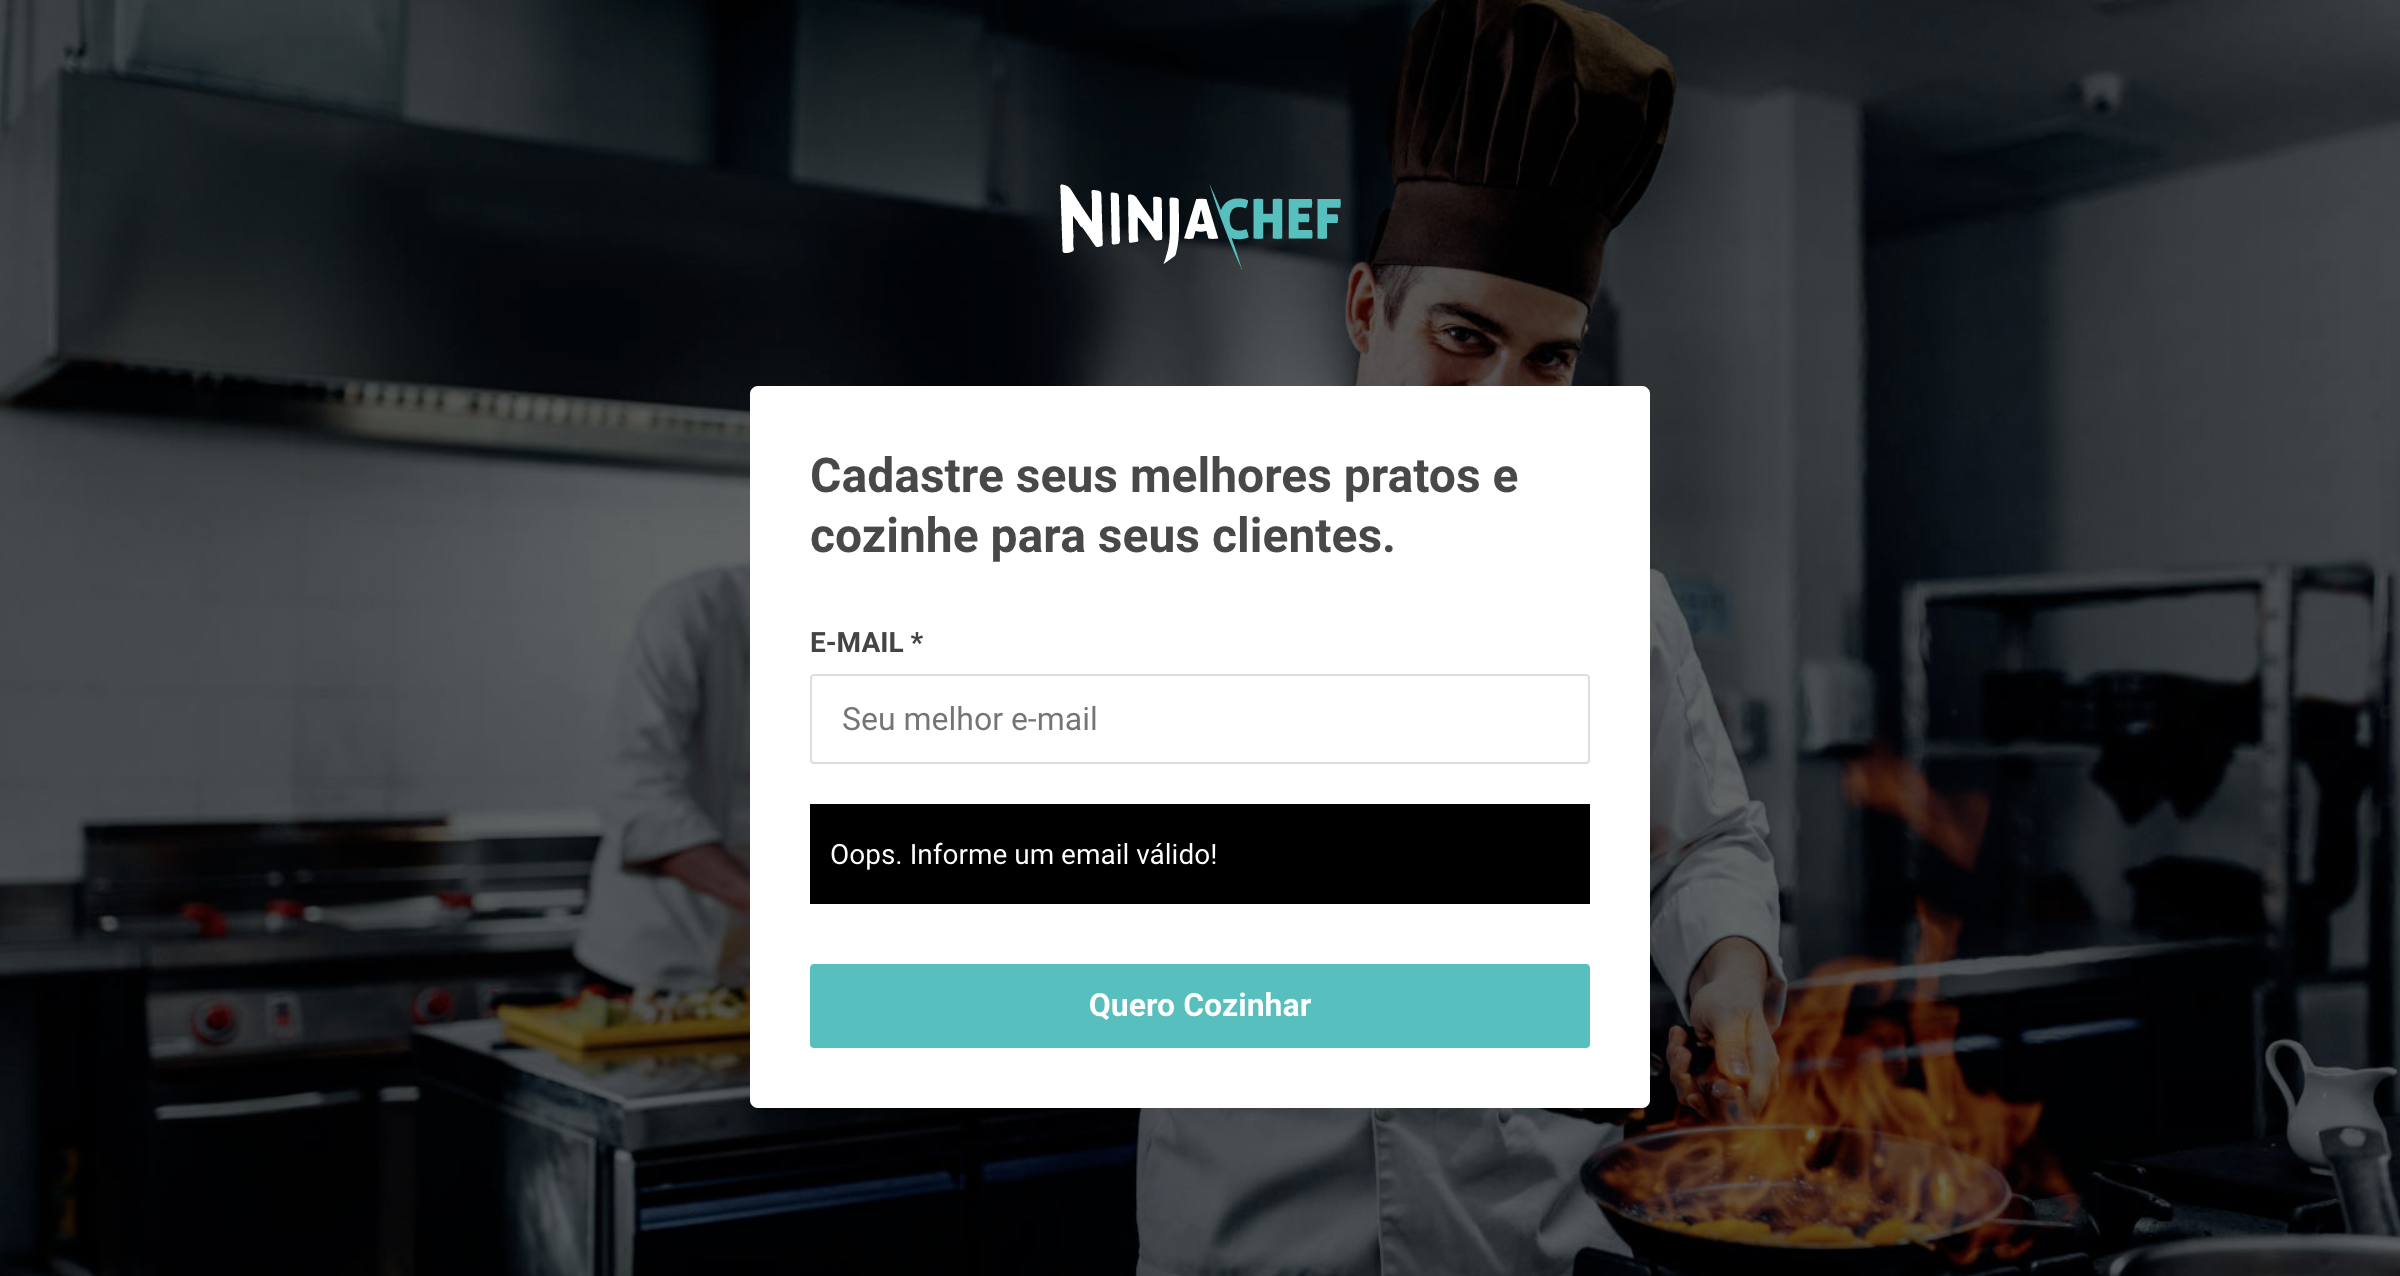 NINJACHEF
Cadastre seus melhores pratos e
cozinhe para seus clientes.
E-MAIL *
Seu melhor e-mail
Oops. Informe um email válido!
Quero Cozinhar